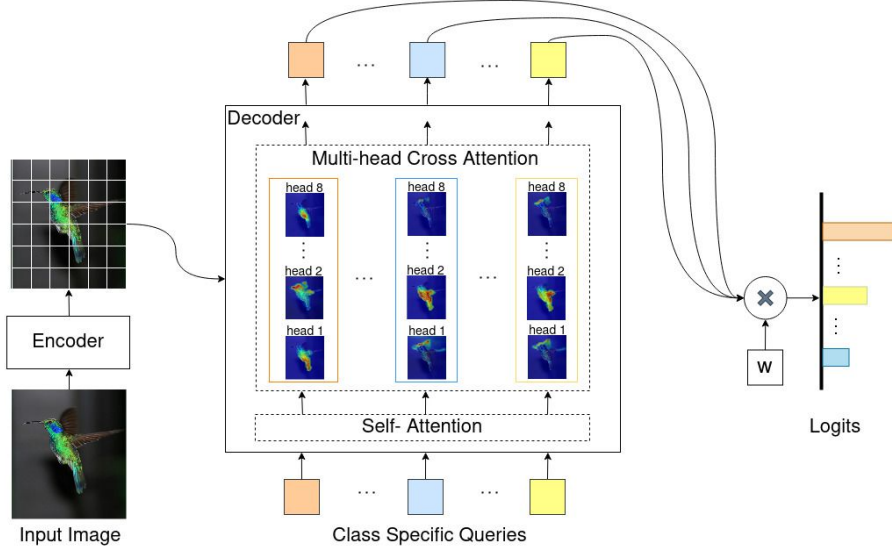 Decoder
Multi-head Cross Attention
head 8
head 8
head 8
head 2
head 2
head 2
head 1
head 1
head 1
Encoder
W
Self- Attention
Logits
Input Image
Class Specific Queries